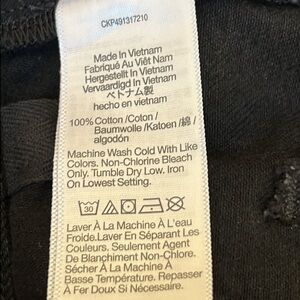 CKP491317210
Made In Vietnam
Fabriqué Au Viêt Nam
Hergestellt In Vietnam
Vervaardigd In Vietnam
ベトナム製
hecho en vietnam
100% Cotton /Coton /
Baumwolle /Katoen /綿 /
algodón
Machine Wash Cold With Like
Colors. Non-Chlorine Bleach
Only. Tumble Dry Low. Iron
On Lowest Setting.
30
Laver À La Machine À L'eau
Froide.Laver En Séparant Les
Couleurs. Seulement Agent
De Blanchiment Non-Chlore.
Sécher À La Machine À
Basse Température. Repasser
À Fer Doux Si Nécessaire.